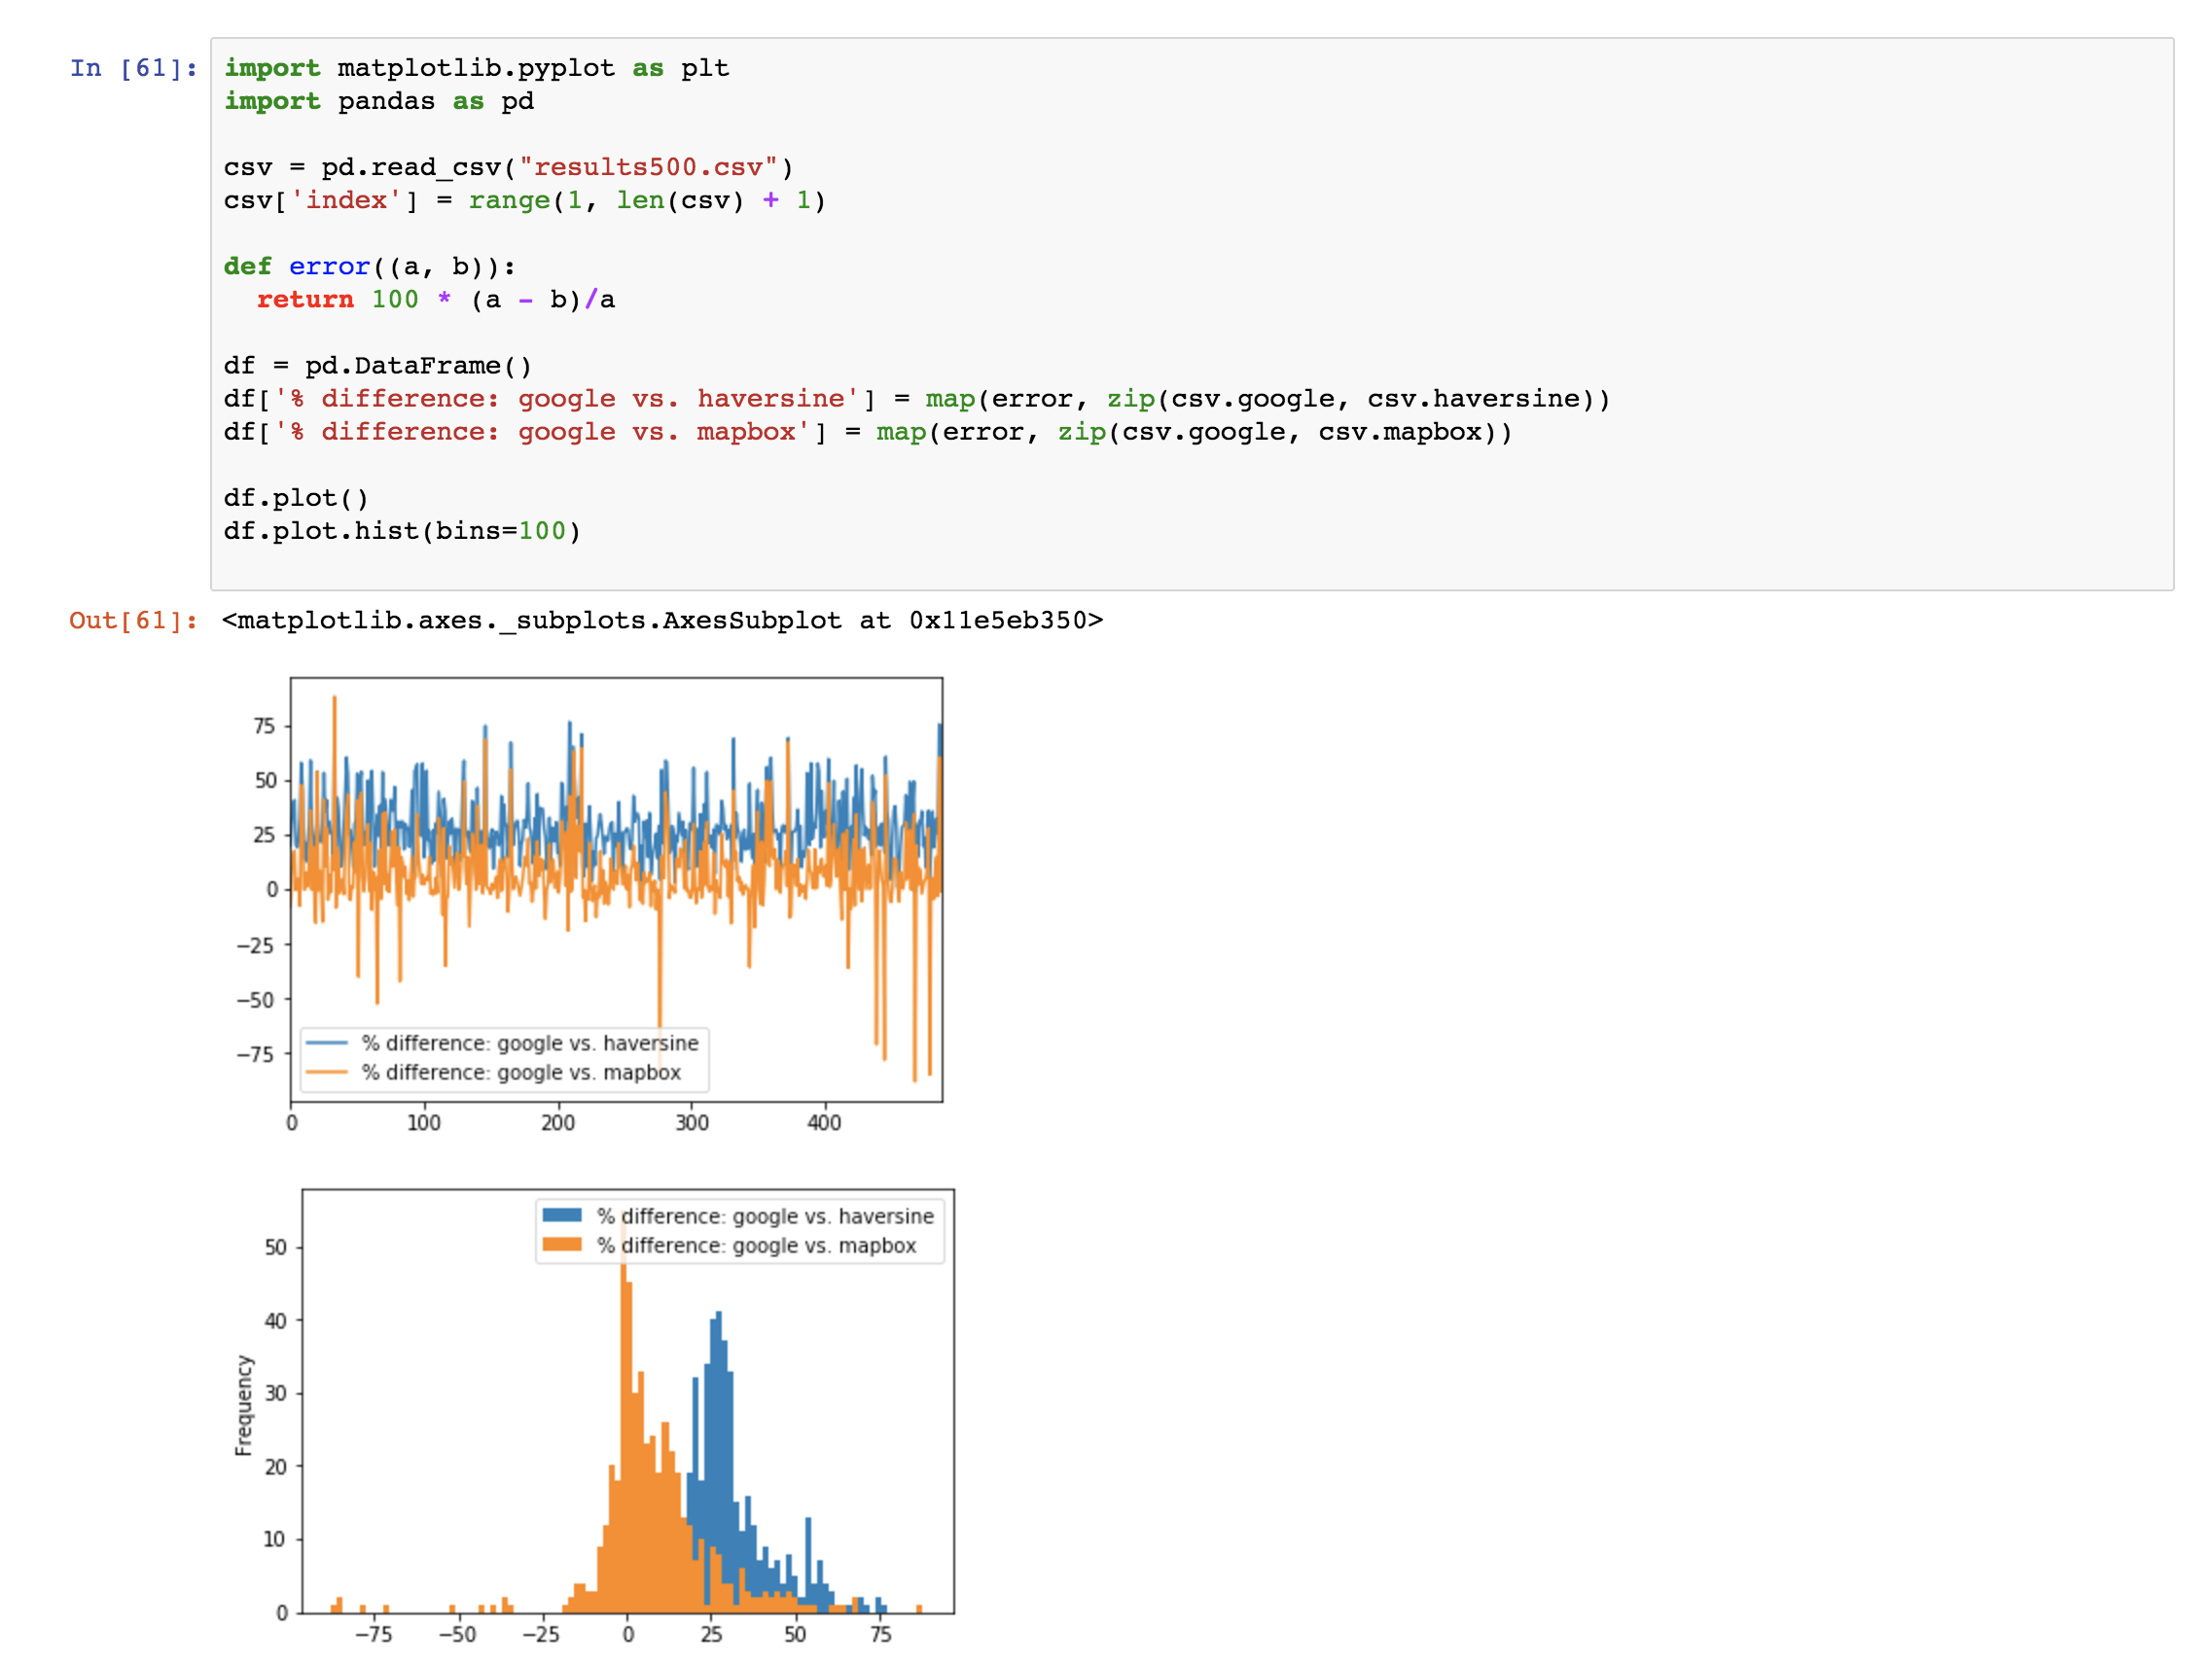 In [61]:
import matplotlib.pyplot as plt
import pandas as pd
csv = pd.read_csv("results500.csv")
csv['index'] = range(1, len(csv) + 1)
def error((a, b)):
  return 100 * (a - b)/a
df = pd.DataFrame()
df['% difference: google vs. haversine'] = map(error, zip(csv.google, csv.haversine))
df['% difference: google vs. mapbox'] = map(error, zip(csv.google, csv.mapbox))
df.plot()
df.plot.hist(bins=100)
Out[61]: <matplotlib.axes._subplots.AxesSubplot at 0x11e5eb350>
75
50
25
0
−25
−50
−75
% difference: google vs. haversine
% difference: google vs. mapbox
0 100 200 300 400
% difference: google vs. haversine
% difference: google vs. mapbox
50
40
30
20
10
0
Frequency
−75 −50 −25 0 25 50 75